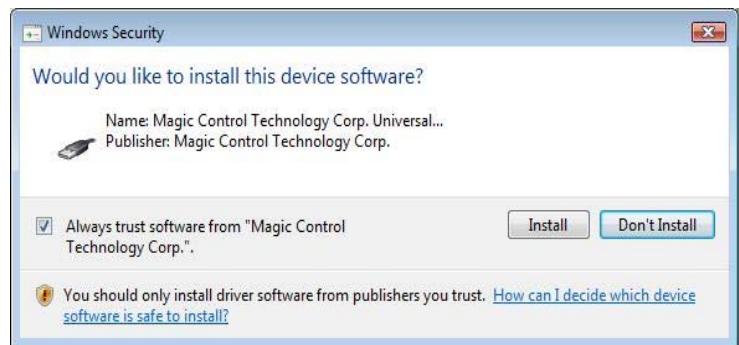 Windows Security
Would you like to install this device software?
Name: Magic Control Technology Corp. Universal...
Publisher: Magic Control Technology Corp.
Always trust software from "Magic Control
Technology Corp.".
Install
Don't Install
You should only install driver software from publishers you trust. How can I decide which device
software is safe to install?